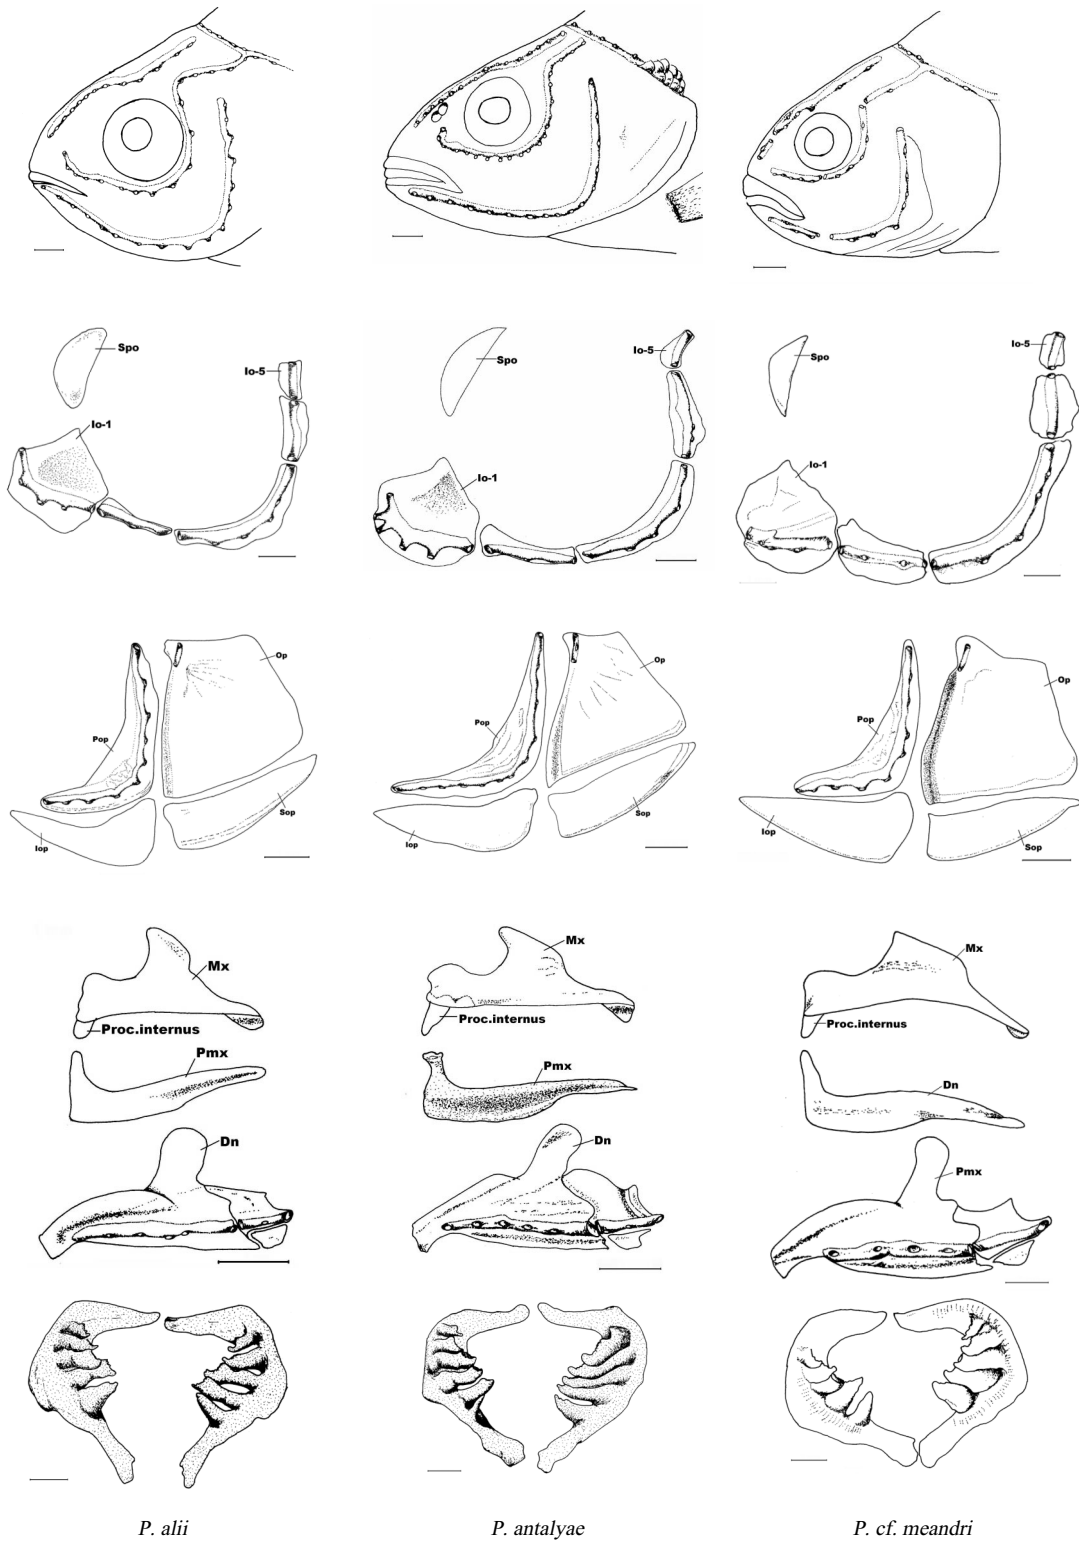 Spo
Io-5
Io-1
Spo
Io-5
Io-1
Spo
Io-5
Io-1
Pop
Op
Iop
Sop
Pop
Op
Iop
Sop
Pop
Op
Iop
Sop
Mx
Proc.internus
Pmx
Dn
Mx
Proc.internus
Pmx
Dn
Mx
Proc.internus
Dn
Pmx
P. alii P. antalyae P. cf. meandri